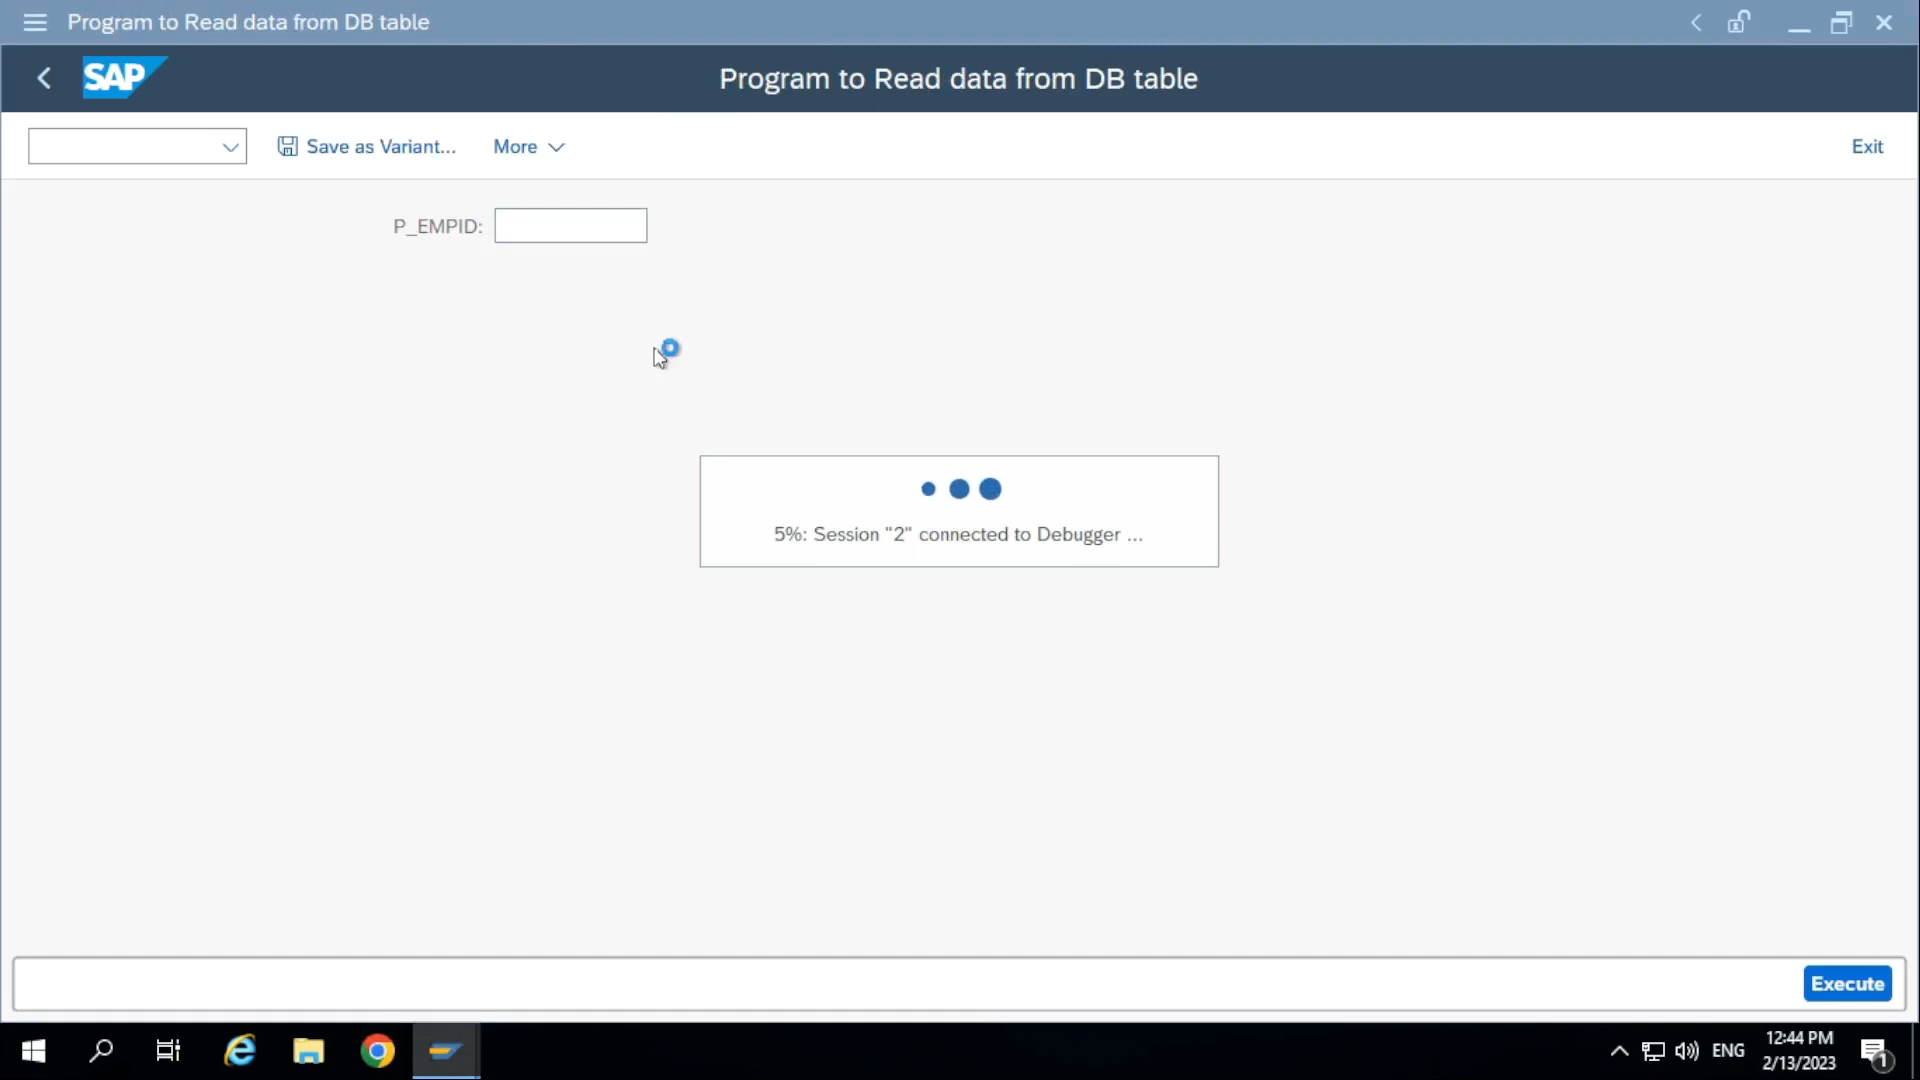 Program to Read data from DB table
SAP
Program to Read data from DB table
Save as Variant...
More
Exit
P_EMPID:
5%: Session "2" connected to Debugger ...
Execute
ENG
12:44 PM
2/13/2023
1